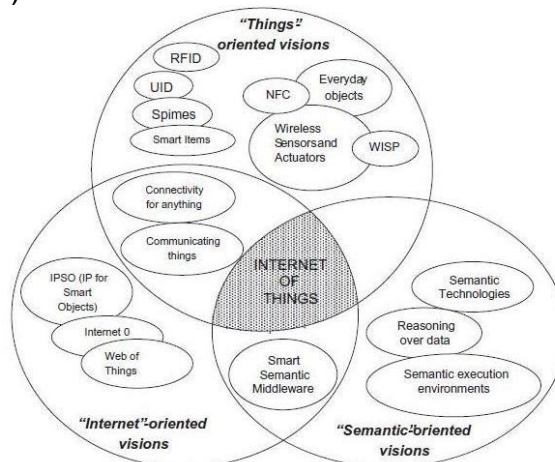 )
“Things”-
oriented visions
RFID
UID
Spimes
Smart Items
NFC
Everyday
objects
Wireless
Sensorsand
Actuators
WISP
Connectivity
for anything
Communicating
things
INTERNET
OF
THINGS
IPSO (IP for
Smart
Objects)
Internet 0
Web of
Things
Semantic
Technologies
Reasoning
over data
Semantic execution
environments
Smart
Semantic
Middleware
“Internet”-oriented
visions
“Semantic”-oriented
visions